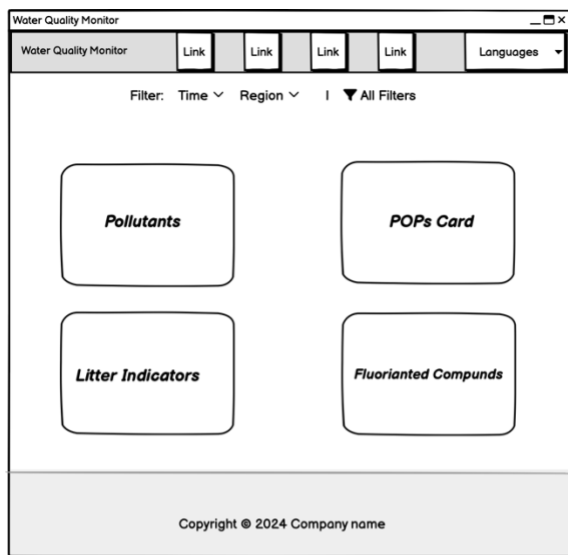 Water Quality Monitor
Water Quality Monitor Link Link Link Link Languages
Filter: Time Region | All Filters
Pollutants POPs Card
Litter Indicators Fluorianted Compunds
Copyright © 2024 Company name